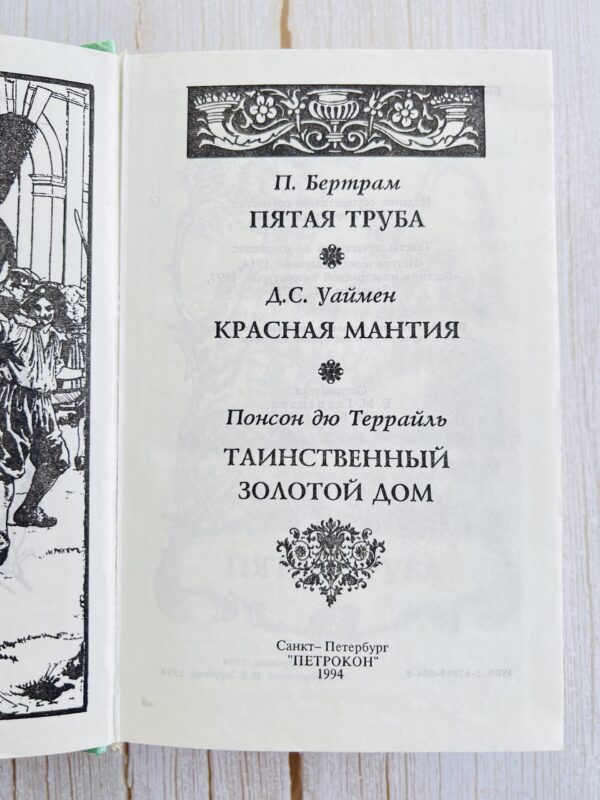 П. Бертрам
ПЯТАЯ ТРУБА
Д.С. Уаймен
КРАСНАЯ МАНТИЯ
Понсон дю Террайль
ТАИНСТВЕННЫЙ
ЗОЛОТОЙ ДОМ
Санкт– Петербург
"ПЕТРОКОН"
1994